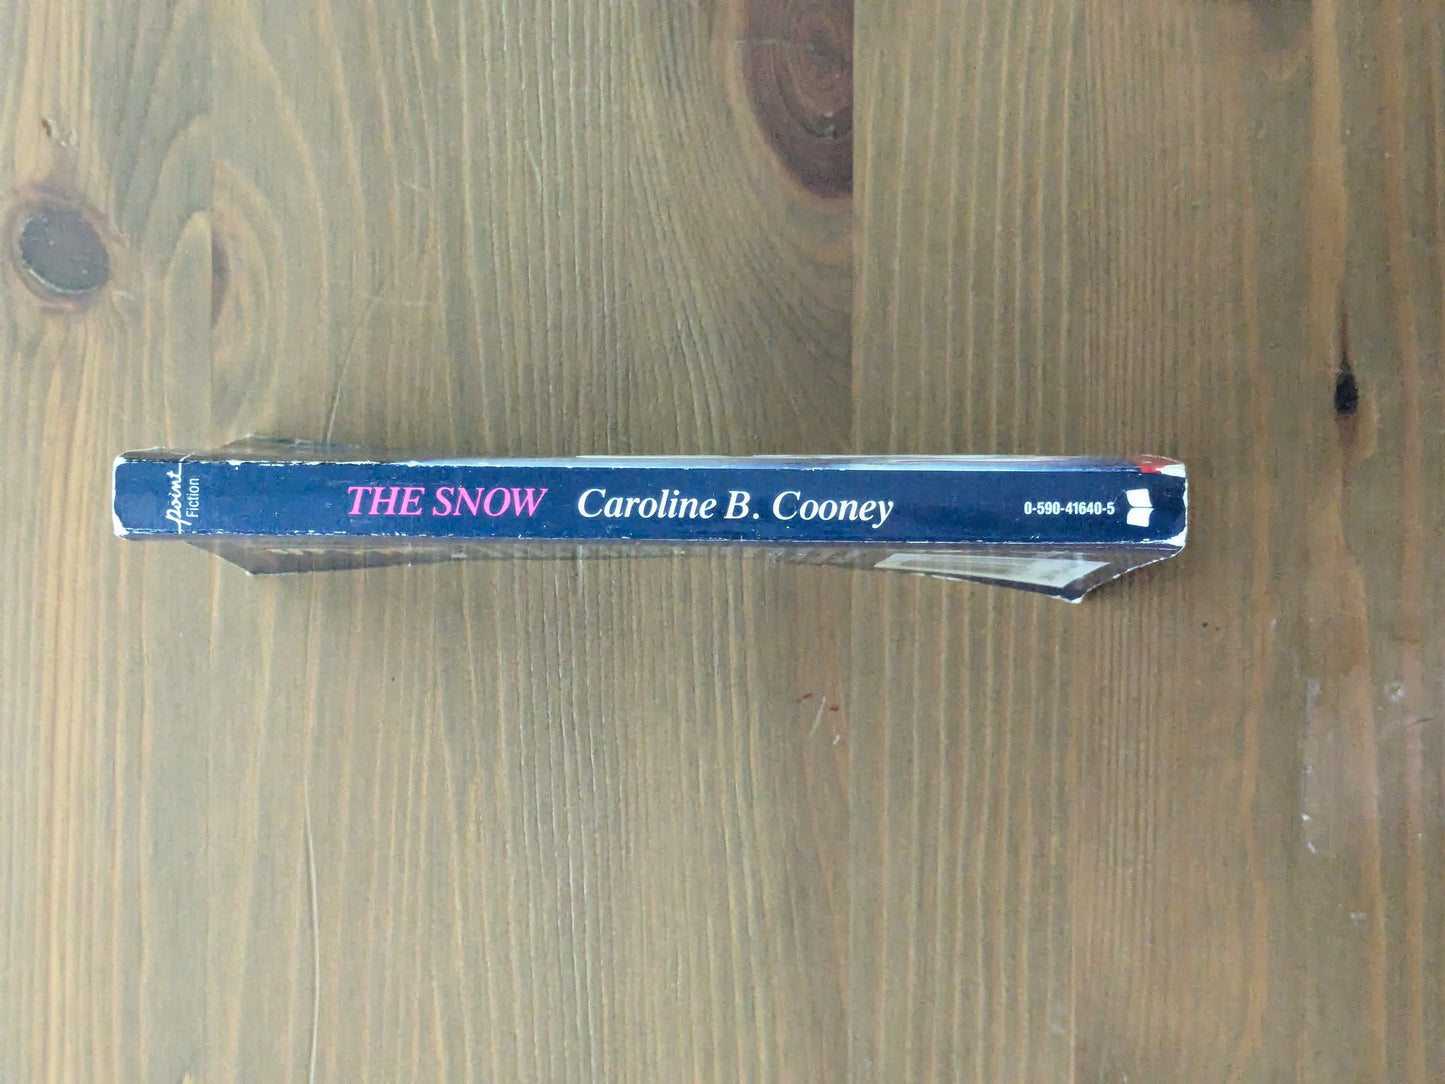 point
Fiction
THE SNOW Caroline B. Cooney
0-590-41640-5